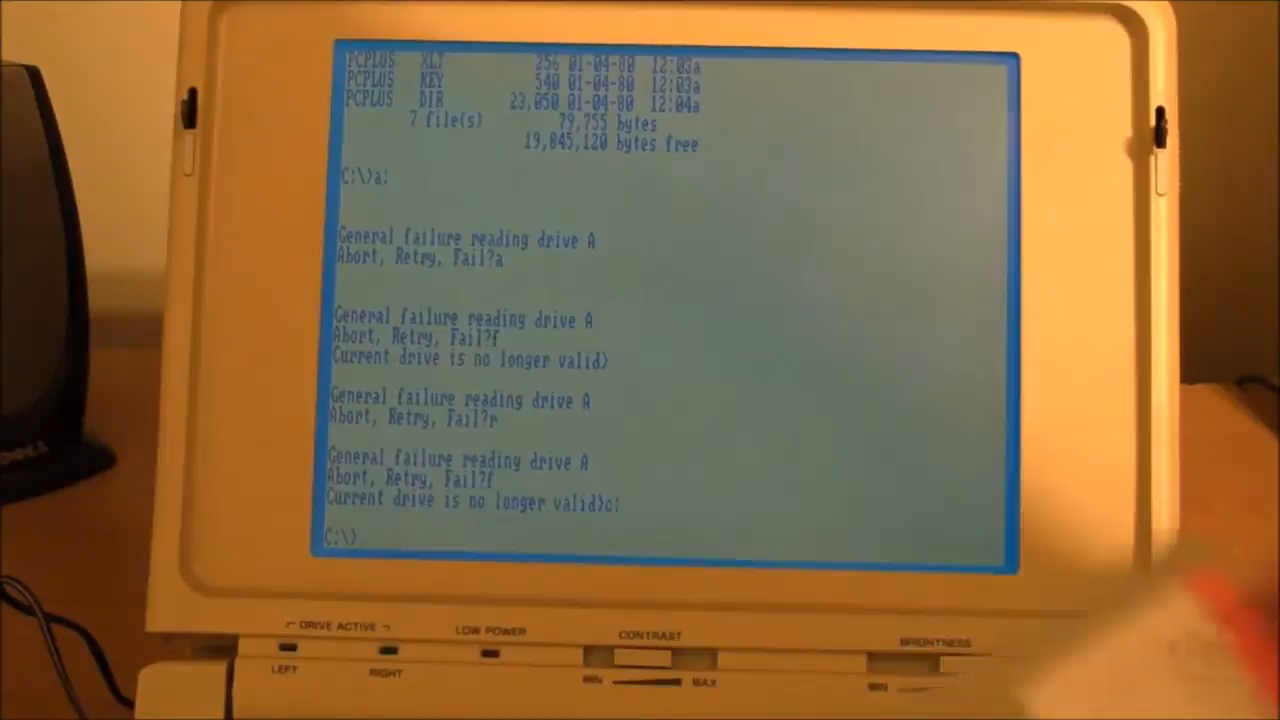 PCPLUS XLT 256 01-04-80 12:03a
PCPLUS KEY 540 01-04-80 12:03a
PCPLUS DIR 23,050 01-04-80 12:04a
7 file(s) 79,755 bytes
19,845,120 bytes free
C:\>a:
General failure reading drive A
Abort, Retry, Fail?a
General failure reading drive A
Abort, Retry, Fail?f
Current drive is no longer valid>
General failure reading drive A
Abort, Retry, Fail?r
General failure reading drive A
Abort, Retry, Fail?f
Current drive is no longer valid>c:
C:\>
DRIVE ACTIVE LOW POWER CONTRAST BRIGHTNESS
LEFT RIGHT MIN MAX MIN